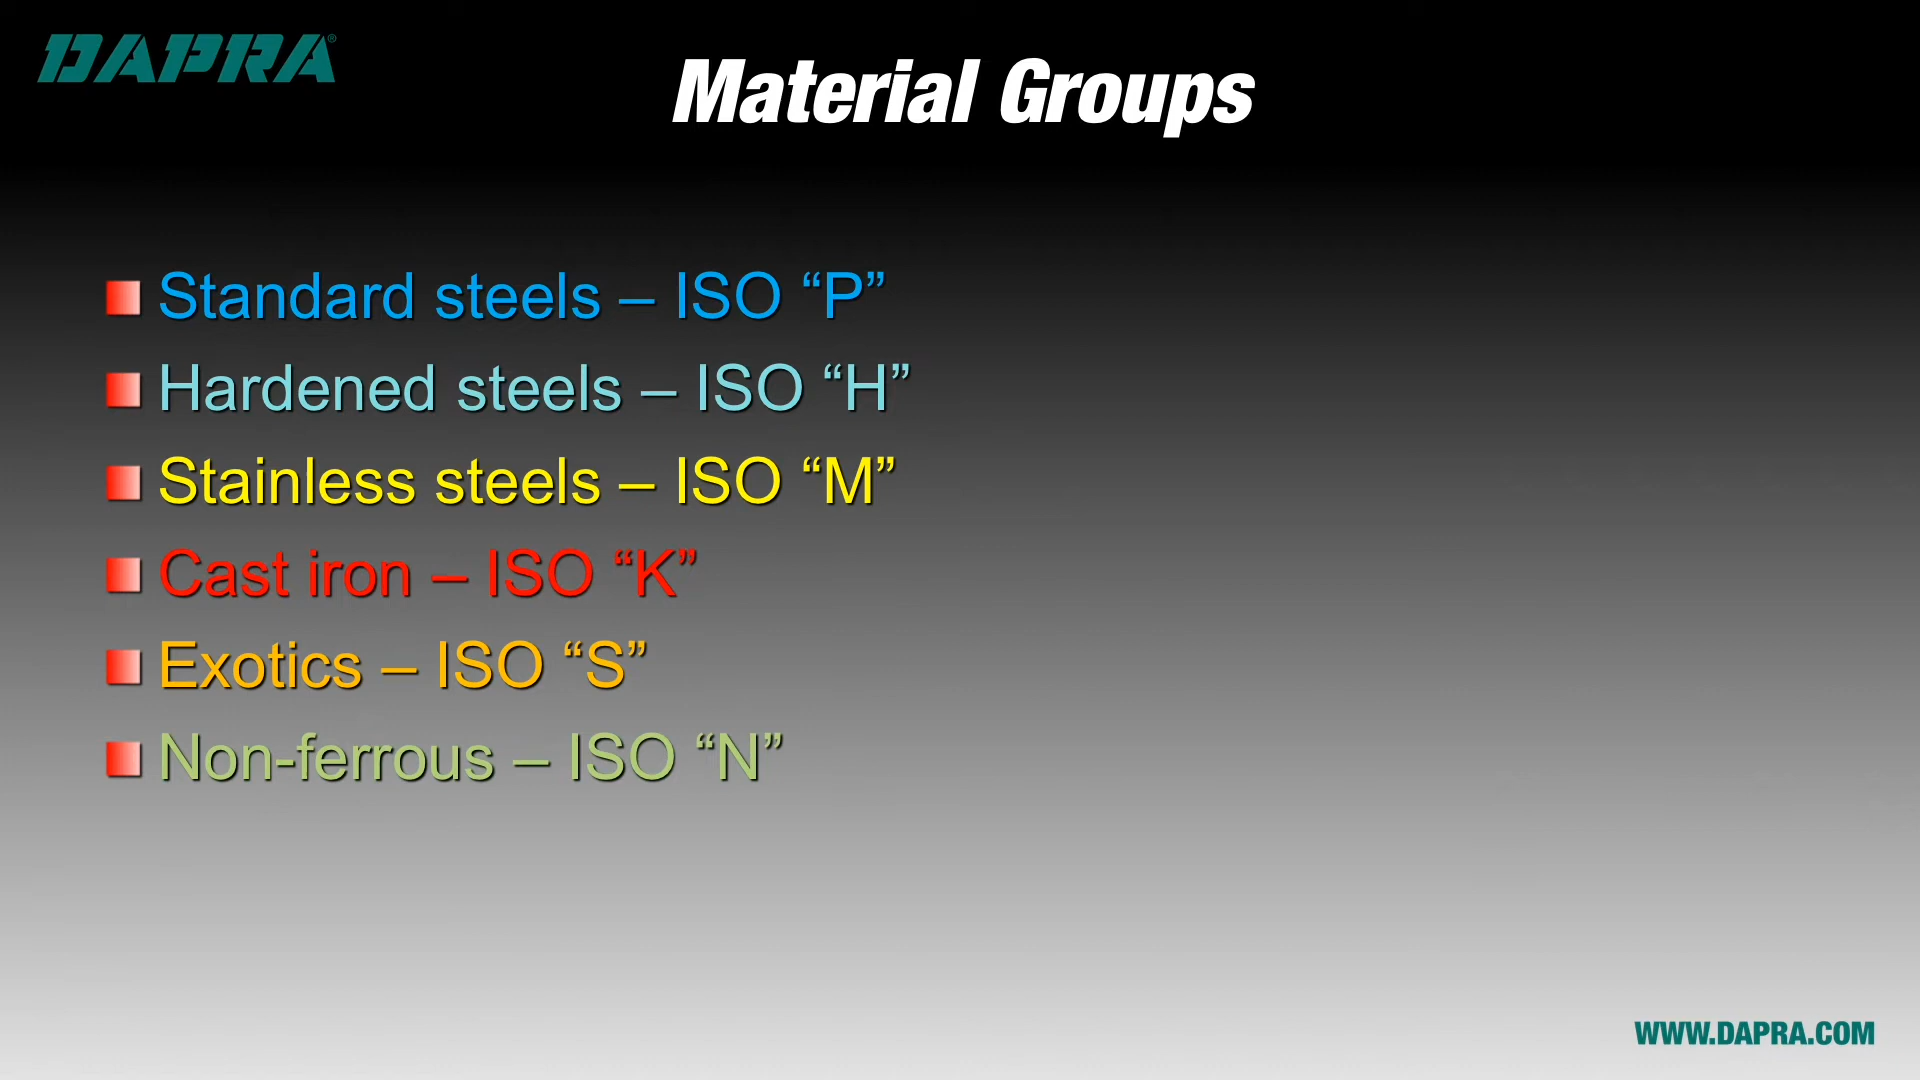 DAPRA®
Material Groups
Standard steels – ISO “P”
Hardened steels – ISO “H”
Stainless steels – ISO “M”
Cast iron – ISO “K”
Exotics – ISO “S”
Non-ferrous – ISO “N”
WWW.DAPRA.COM